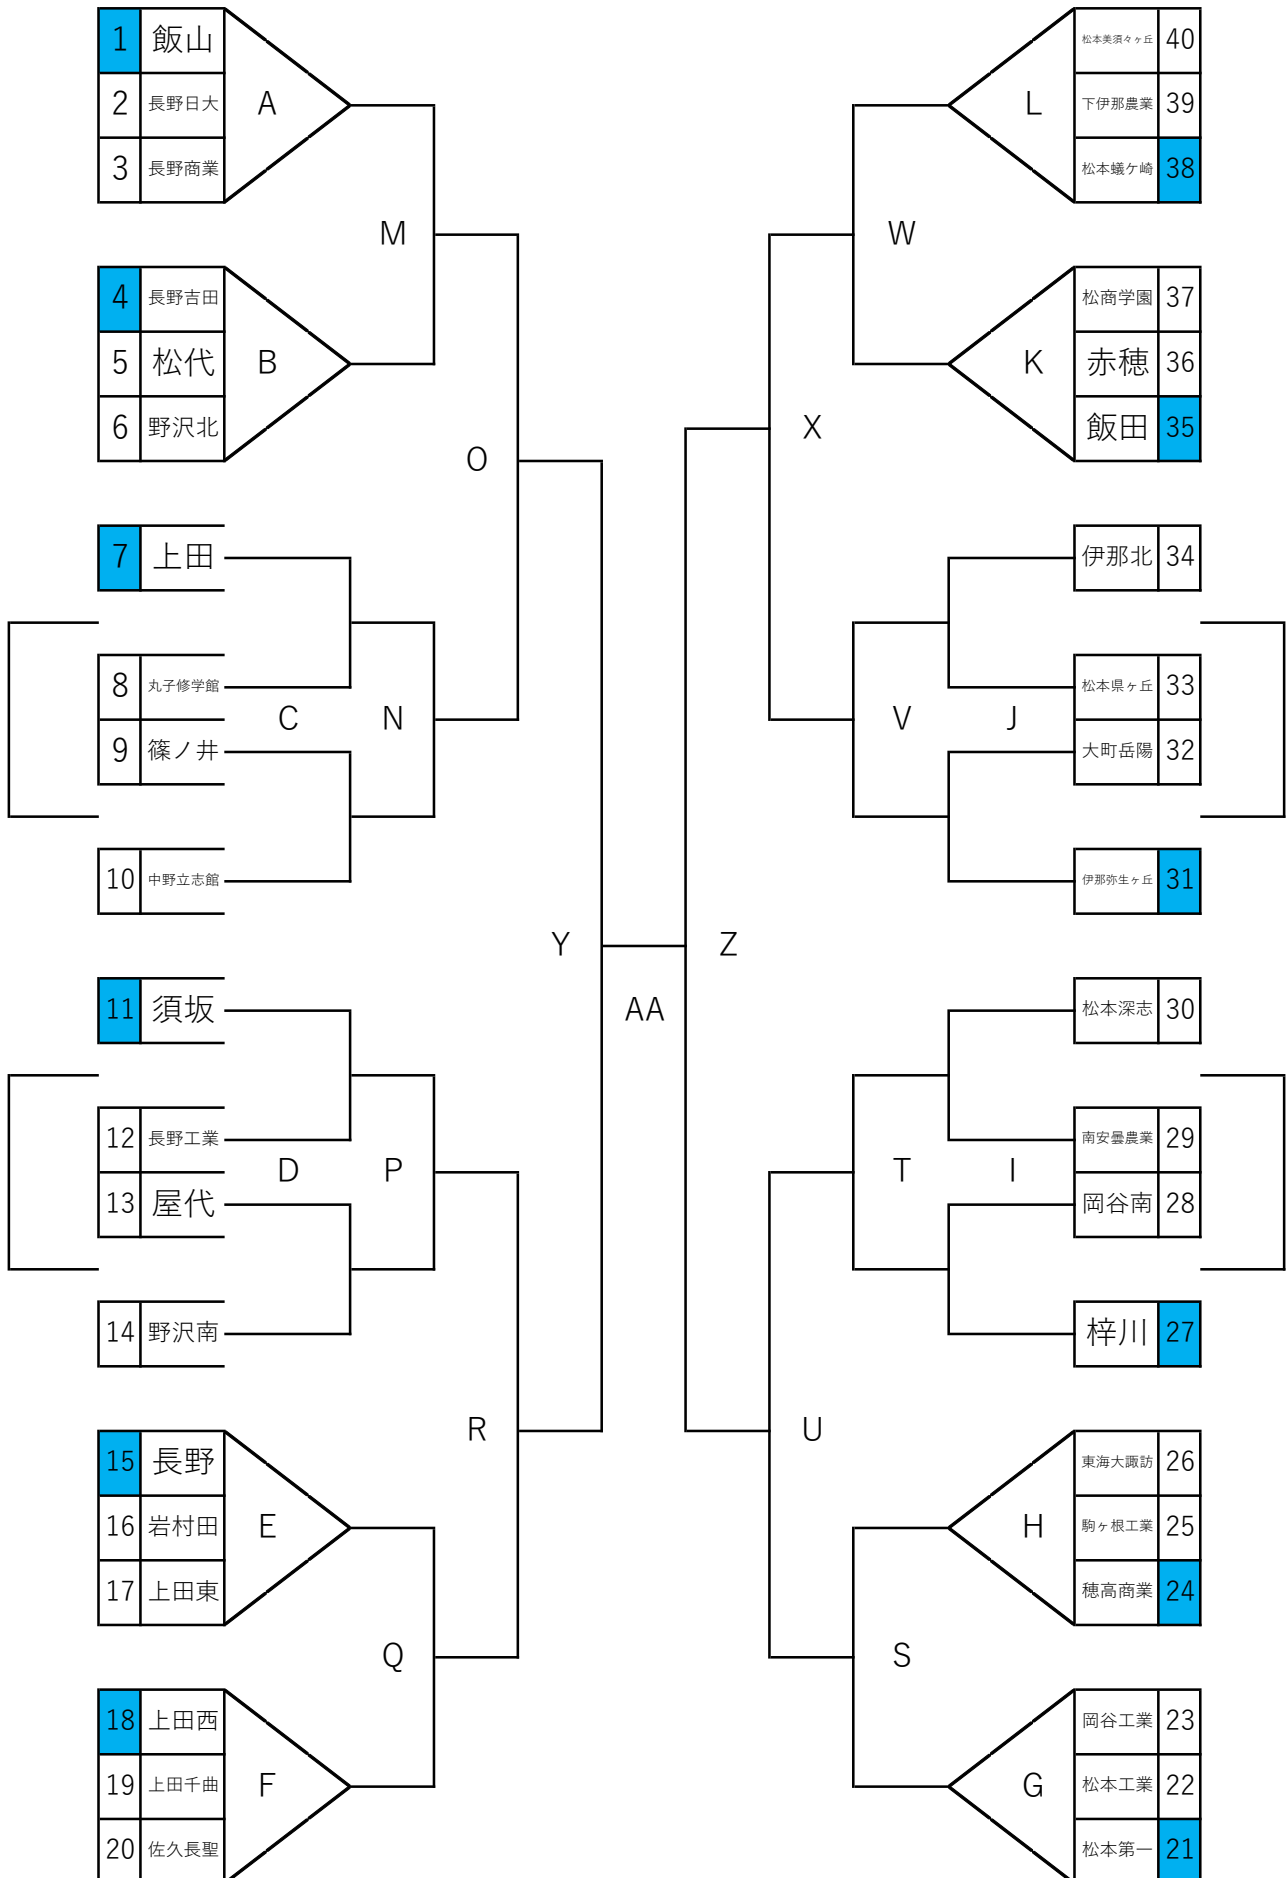 1 飯山
2 長野日大
3 長野商業
A
M
4 長野吉田
5 松代
6 野沢北
B
O
7 上田
8 丸子修学館
9 篠ノ井
10 中野立志館
C
N
Y
11 須坂
12 長野工業
13 屋代
14 野沢南
D
P
R
15 長野
16 岩村田
17 上田東
E
Q
18 上田西
19 上田千曲
20 佐久長聖
F
AA
松本美須々ヶ丘 40
下伊那農業 39
松本蟻ケ崎 38
L
W
松商学園 37
赤穂 36
飯田 35
K
X
伊那北 34
松本県ヶ丘 33
大町岳陽 32
伊那弥生ヶ丘 31
V
J
Z
松本深志 30
南安曇農業 29
岡谷南 28
梓川 27
T
I
U
東海大諏訪 26
駒ヶ根工業 25
穂高商業 24
H
S
岡谷工業 23
松本工業 22
松本第一 21
G